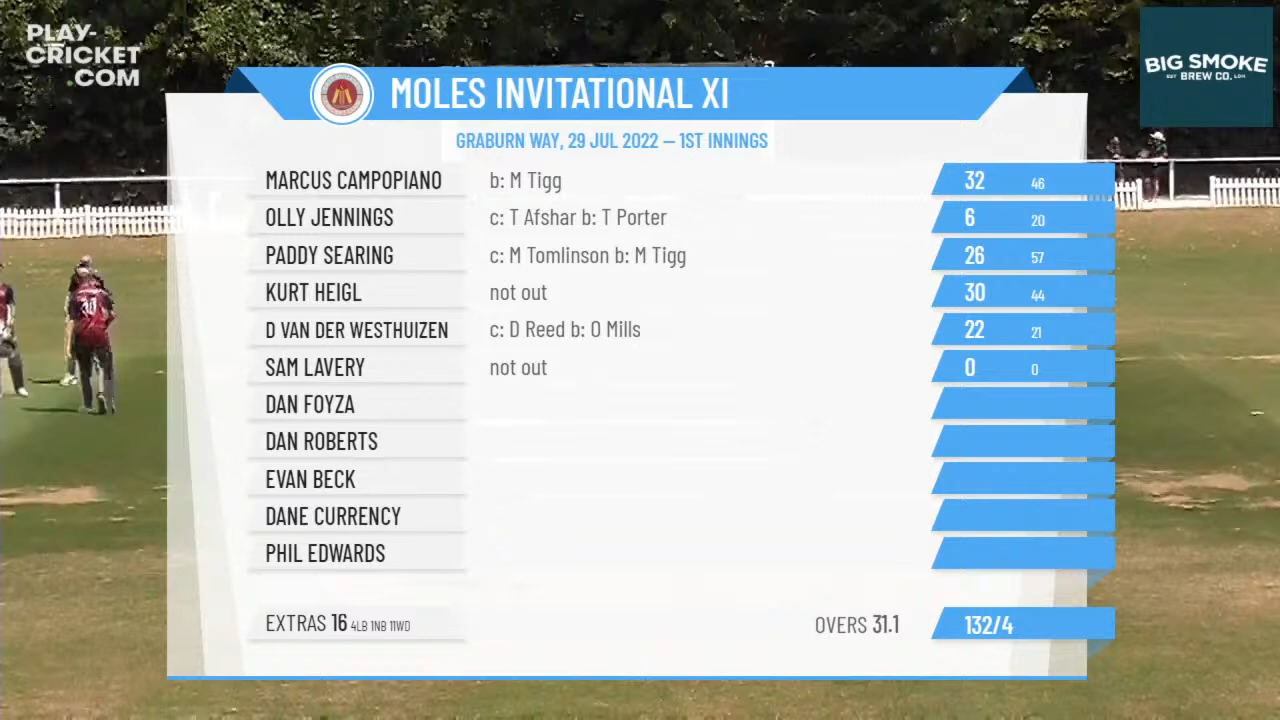 PLAY-
CRICKET
.COM
BIG SMOKE
EST BREW CO. LDN
MOLES INVITATIONAL XI
GRABURN WAY, 29 JUL 2022 – 1ST INNINGS
MARCUS CAMPOPIANO b: M Tigg 32 46
OLLY JENNINGS c: T Afshar b: T Porter 6 20
PADDY SEARING c: M Tomlinson b: M Tigg 26 57
KURT HEIGL not out 30 44
D VAN DER WESTHUIZEN c: D Reed b: O Mills 22 21
SAM LAVERY not out 0 0
DAN FOYZA
DAN ROBERTS
EVAN BECK
DANE CURRENCY
PHIL EDWARDS
EXTRAS 16 4LB 1NB 11WD OVERS 31.1 132/4
30